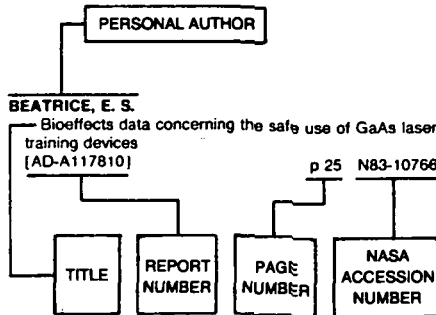 PERSONAL AUTHOR
BEATRICE, E. S.
Bioeffects data concerning the safe use of GaAs laser
training devices
[AD-A117810]
p 25 N83-10766
TITLE
REPORT
NUMBER
PAGE
NUMBER
NASA
ACCESSION
NUMBER